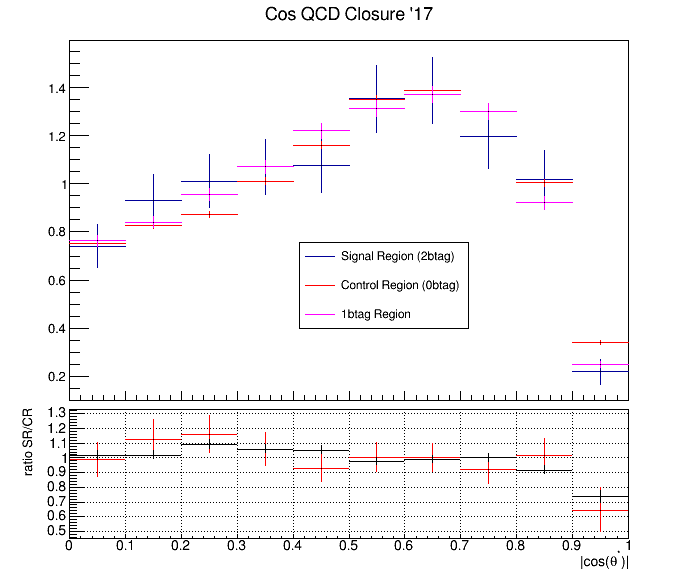 Cos QCD Closure '17
1.4
1.2
1
0.8
0.6
0.4
0.2
Signal Region (2btag)
Control Region (0btag)
1btag Region
ratio SR/CR
1.3
1.2
1.1
1
0.9
0.8
0.7
0.6
0.5
0 0.1 0.2 0.3 0.4 0.5 0.6 0.7 0.8 0.9 1
|cos(θ*)|